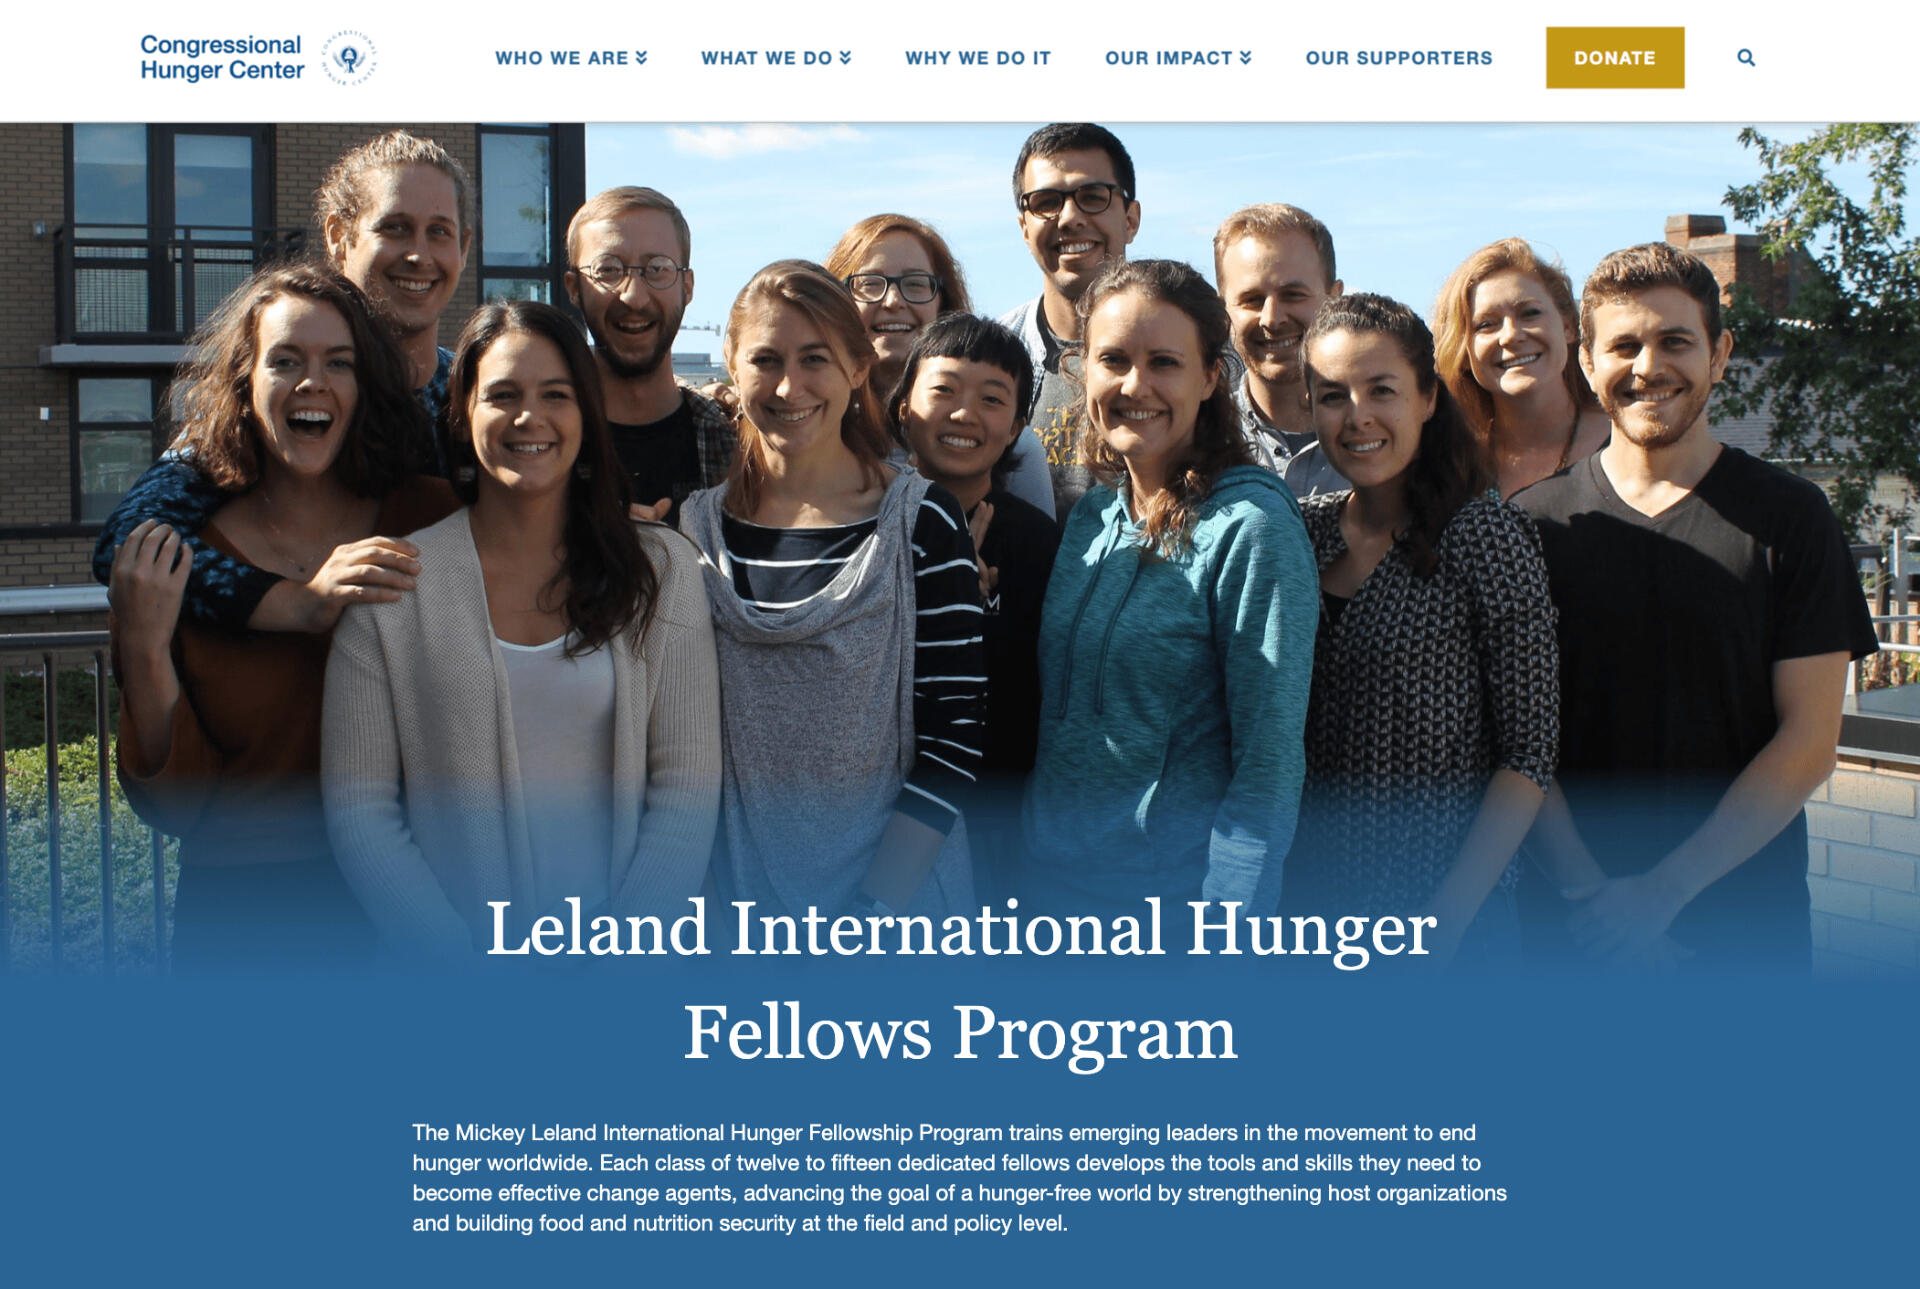 Congressional
Hunger Center
CONGRESSIONAL
HUNGER CENTER
WHO WE ARE
WHAT WE DO
WHY WE DO IT
OUR IMPACT
OUR SUPPORTERS
DONATE
Leland International Hunger
Fellows Program
The Mickey Leland International Hunger Fellowship Program trains emerging leaders in the movement to end
hunger worldwide. Each class of twelve to fifteen dedicated fellows develops the tools and skills they need to
become effective change agents, advancing the goal of a hunger-free world by strengthening host organizations
and building food and nutrition security at the field and policy level.